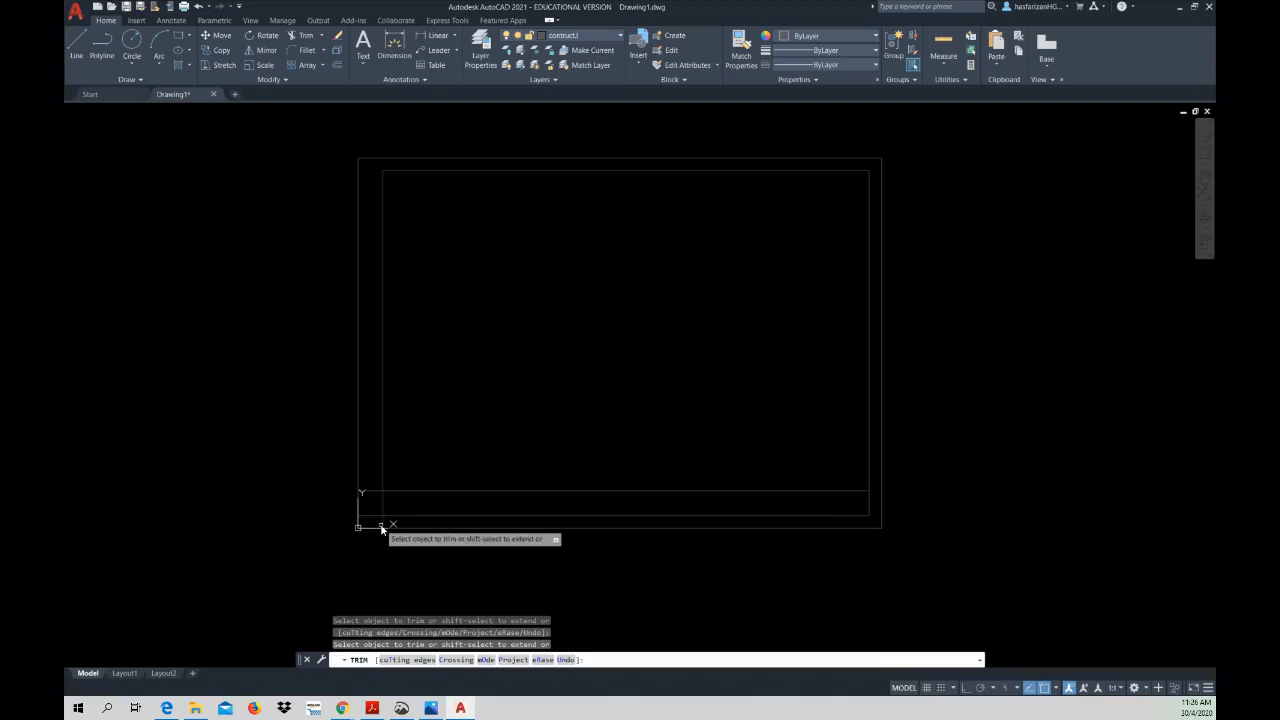 Autodesk AutoCAD 2021 - EDUCATIONAL VERSION Drawing1.dwg
Type a keyword or phrase
hasfarizanHG...
Home Insert Annotate Parametric View Manage Output Add-ins Collaborate Express Tools Featured Apps
Line Polyline Circle Arc
Move Rotate Trim
Copy Mirror Fillet
Stretch Scale Array
Text Dimension
Linear
Leader
Table
Layer Properties
contruct.l
Make Current
Match Layer
Insert
Create
Edit
Edit Attributes
Match Properties
ByLayer
ByLayer
ByLayer
Group
Measure
Paste
Base
Draw Modify Annotation Layers Block Properties Groups Utilities Clipboard View
Start Drawing1*
Y
X
Select object to trim or shift-select to extend or
Select object to trim or shift-select to extend or
[cuTting edges/Crossing/mOde/Project/eRase/Undo]:
Select object to trim or shift-select to extend or
TRIM [cuTting edges Crossing mOde Project eRase Undo]:
Model Layout1 Layout2
MODEL
1:1
11:26 AM
30/4/2020